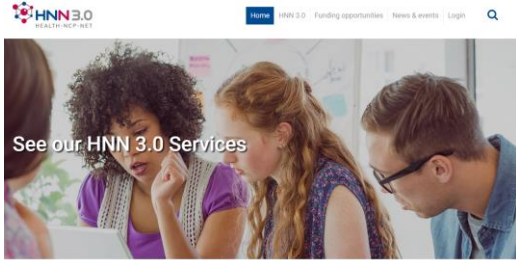 HNN 3.0
HEALTH-NCP-NET
Home
HNN 3.0
Funding opportunities
News & events
Login
See our HNN 3.0 Services